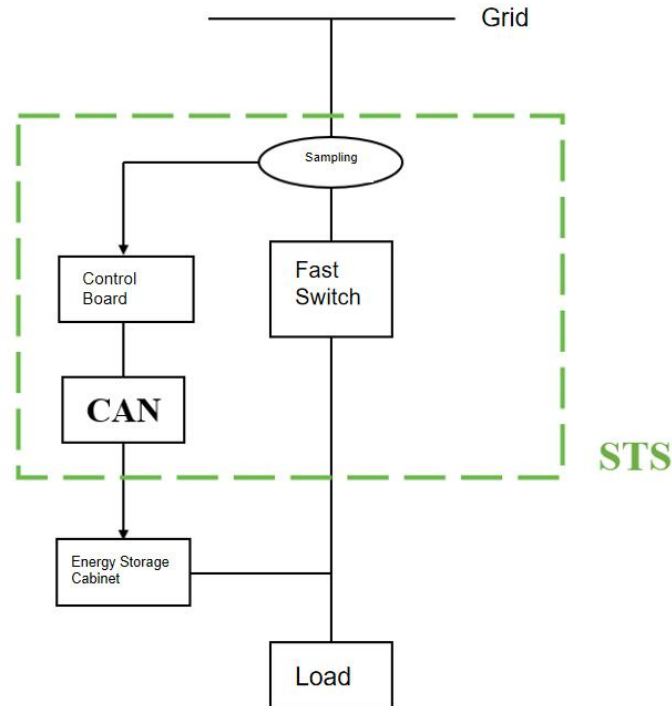 Grid
Sampling
Control
Board
Fast
Switch
CAN
STS
Energy Storage
Cabinet
Load